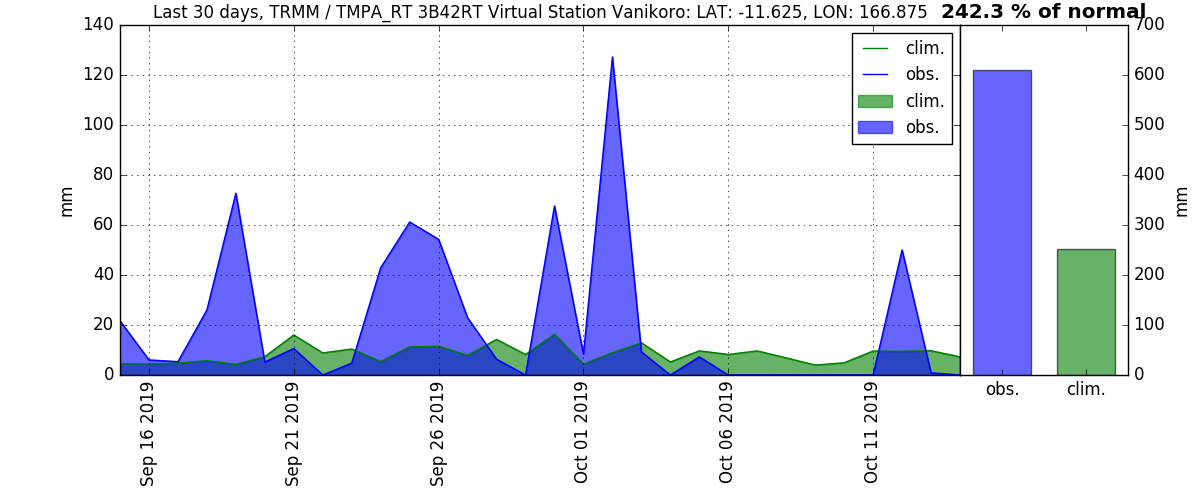 Last 30 days, TRMM / TMPA_RT 3B42RT Virtual Station Vanikoro: LAT: -11.625, LON: 166.875 242.3 % of normal
140
120
100
80
60
40
20
0
mm
clim.
obs.
clim.
obs.
Sep 16 2019
Sep 21 2019
Sep 26 2019
Oct 01 2019
Oct 06 2019
Oct 11 2019
700
600
500
400
300
200
100
0
mm
obs.
clim.